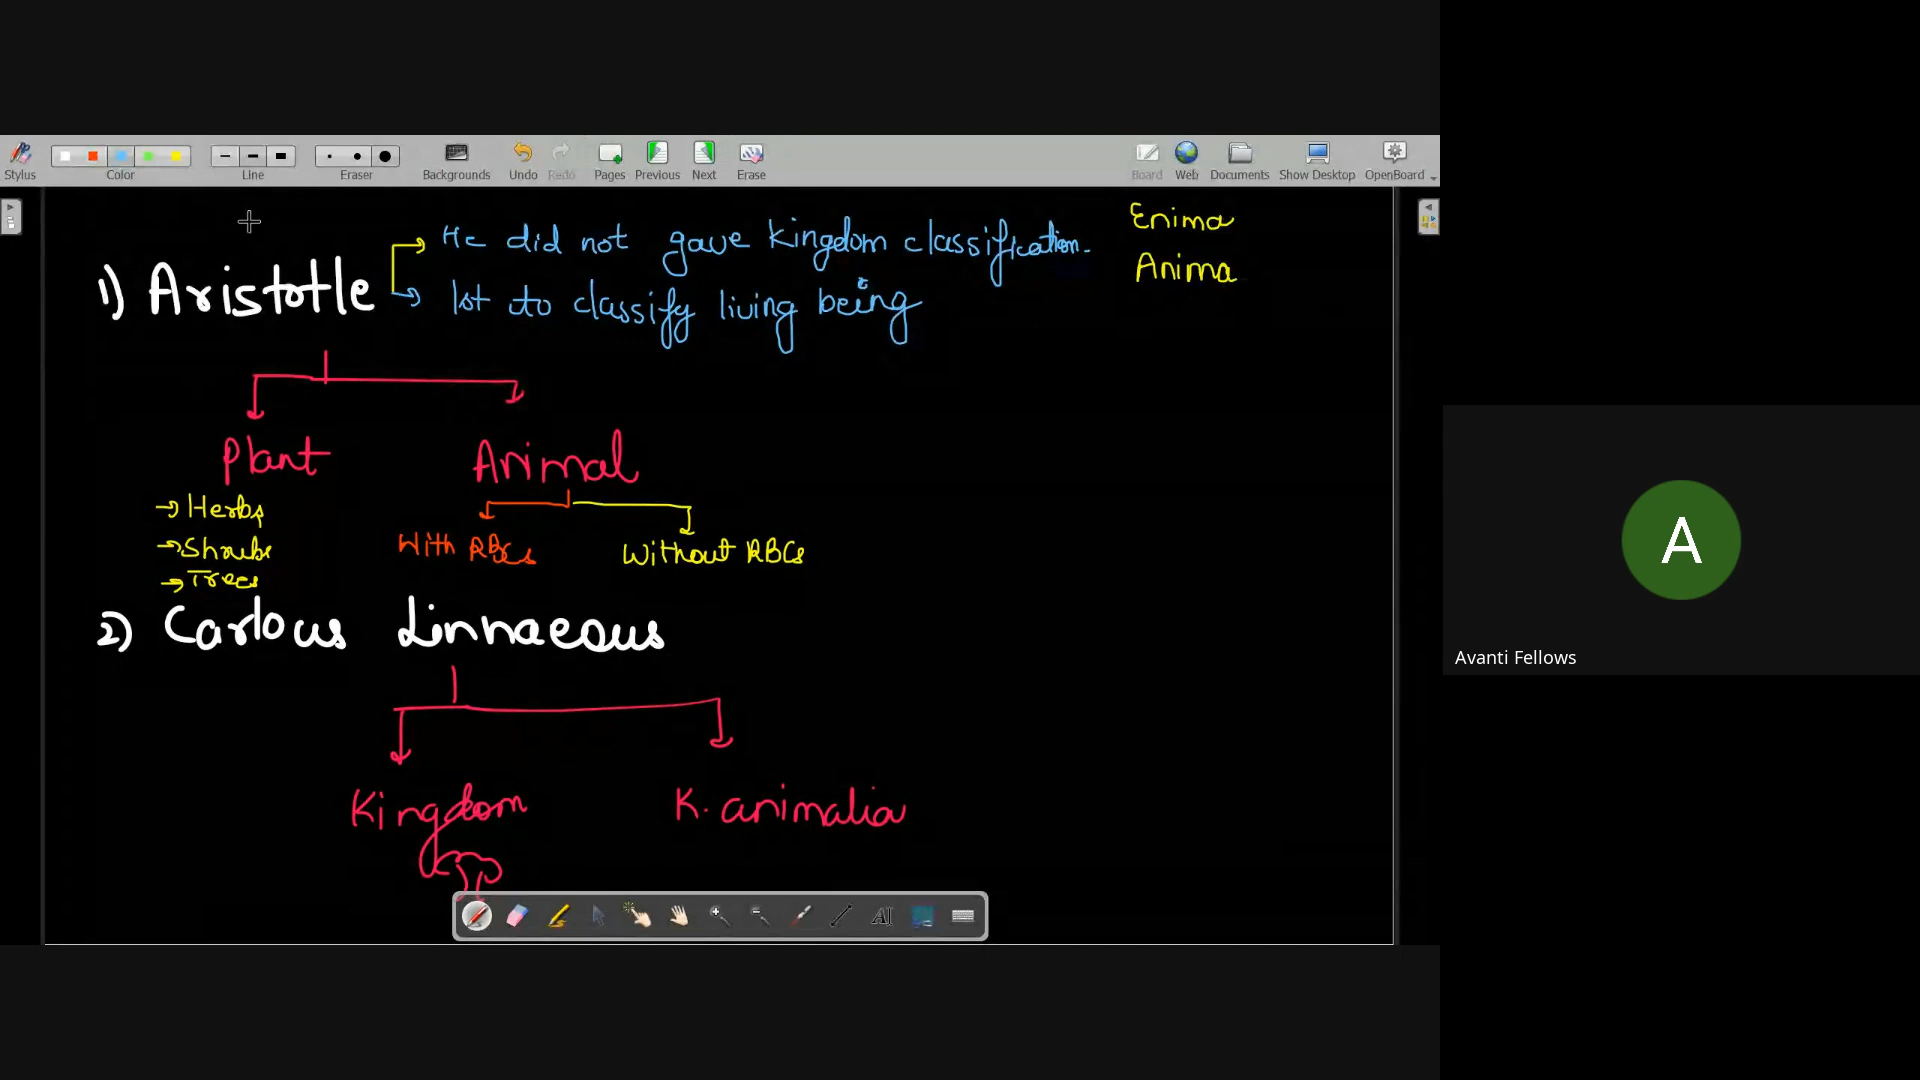 Stylus Color Line Eraser Backgrounds Undo Redo Pages Previous Next Erase Board Web Documents Show Desktop OpenBoard
1) Aristotle
He did not gave Kingdom classification.
1st to classify living being
Enima
Anima
Plant Animal
→ Herbs
→ Shrubs
→ Trees
With RBCs Without RBCs
2) Carlous Linnaeous
Kingdom K. animalia
A
Avanti Fellows